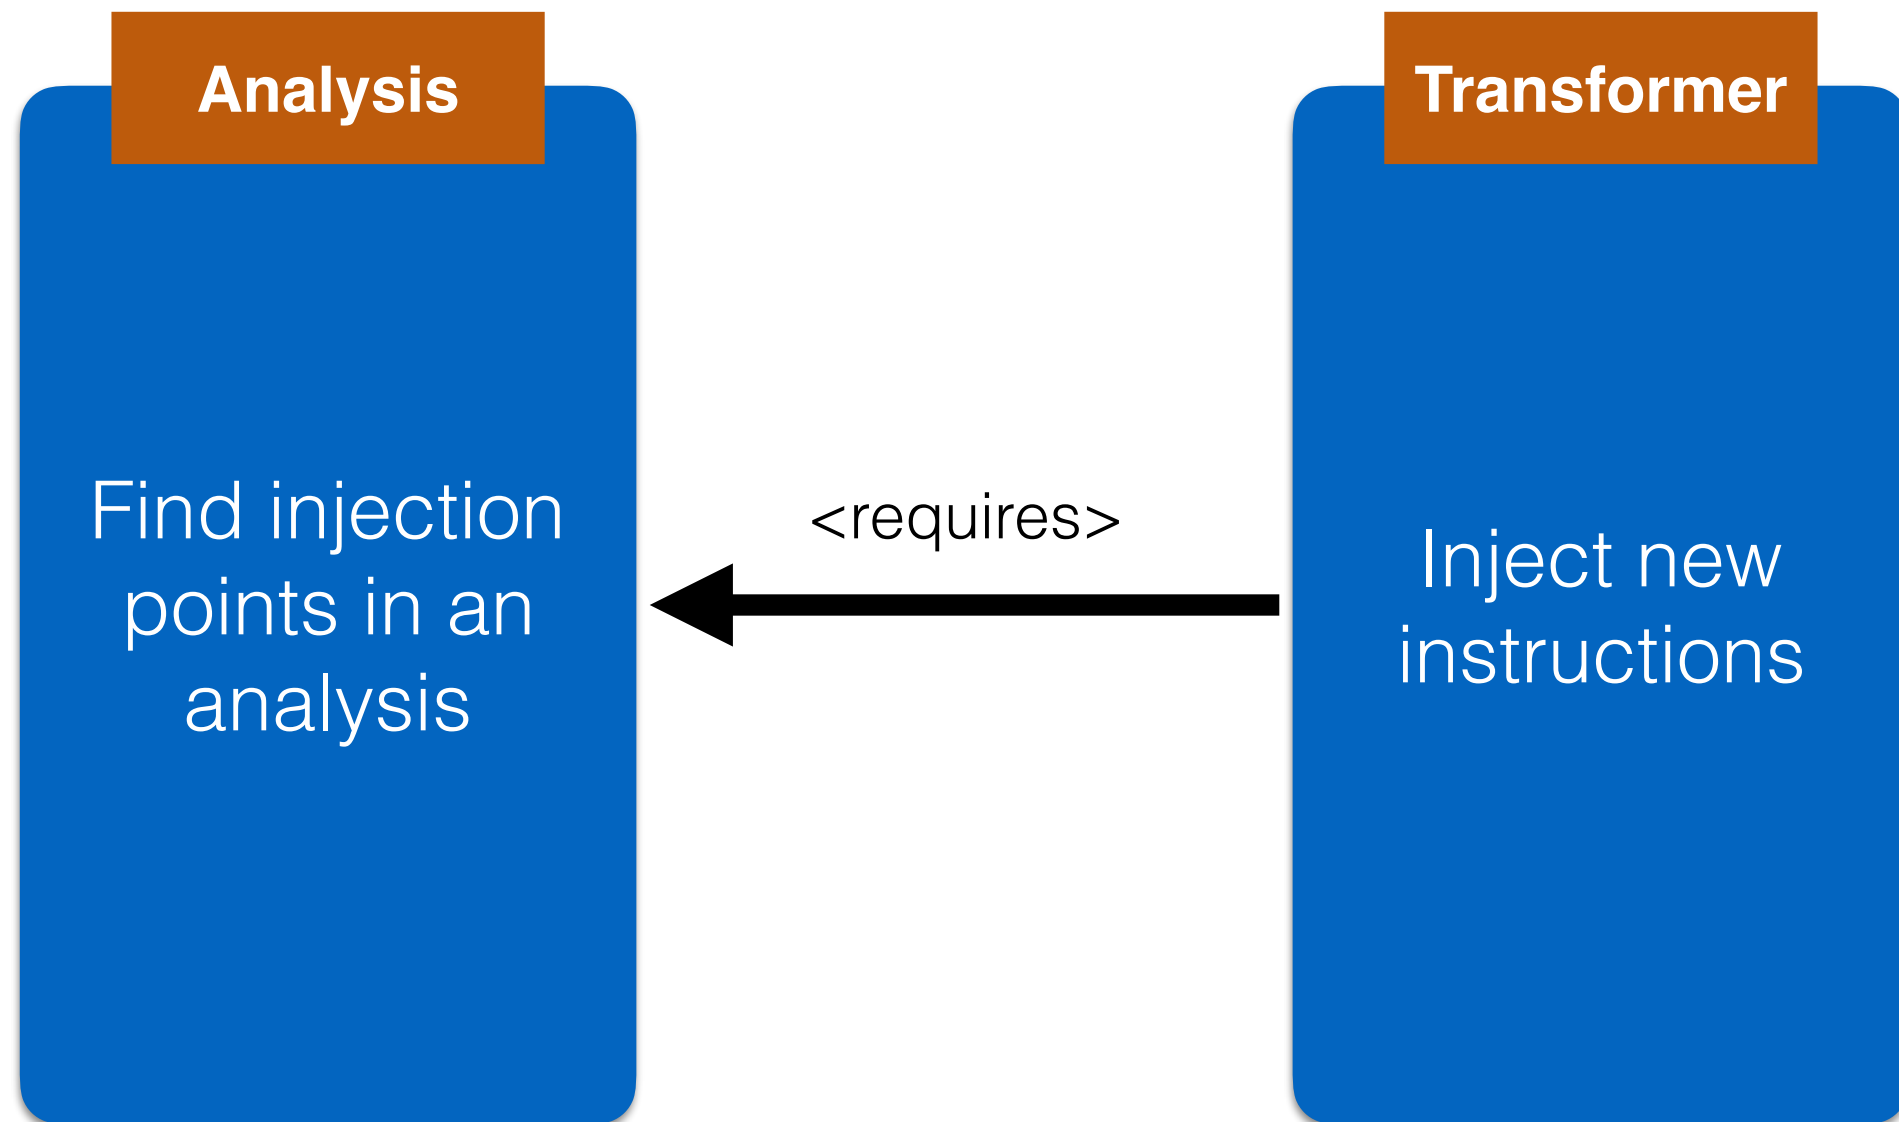 Analysis
Find injection
points in an
analysis
<requires>
Transformer
Inject new
instructions